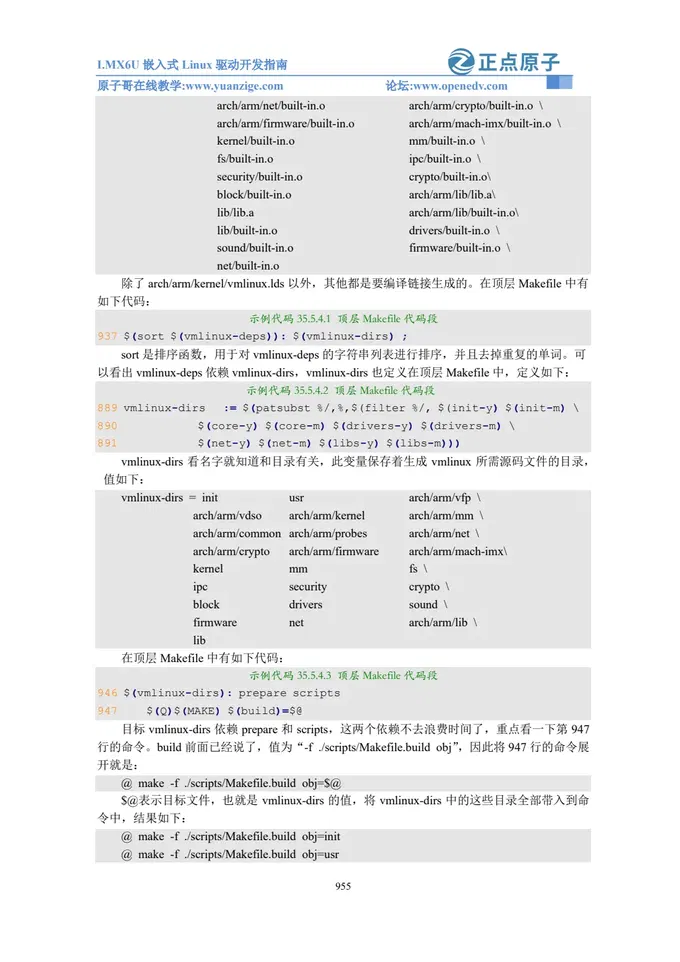 I.MX6U 嵌入式 Linux 驱动开发指南
正点原子
原子哥在线教学:www.yuanzige.com 论坛:www.openedv.com
arch/arm/net/built-in.o arch/arm/crypto/built-in.o \
arch/arm/firmware/built-in.o arch/arm/mach-imx/built-in.o \
kernel/built-in.o mm/built-in.o \
fs/built-in.o ipc/built-in.o \
security/built-in.o crypto/built-in.o\
block/built-in.o arch/arm/lib/lib.a\
lib/lib.a arch/arm/lib/built-in.o\
lib/built-in.o drivers/built-in.o \
sound/built-in.o firmware/built-in.o \
net/built-in.o
除了 arch/arm/kernel/vmlinux.lds 以外，其他都是要编译链接生成的。在顶层 Makefile 中有
如下代码：
示例代码 35.5.4.1 顶层 Makefile 代码段
937 $(sort $(vmlinux-deps)): $(vmlinux-dirs) ;
sort 是排序函数，用于对 vmlinux-deps 的字符串列表进行排序，并且去掉重复的单词。可
以看出 vmlinux-deps 依赖 vmlinux-dirs，vmlinux-dirs 也定义在顶层 Makefile 中，定义如下：
示例代码 35.5.4.2 顶层 Makefile 代码段
889 vmlinux-dirs := $(patsubst %/,%,$(filter %/, $(init-y) $(init-m) \
890 $(core-y) $(core-m) $(drivers-y) $(drivers-m) \
891 $(net-y) $(net-m) $(libs-y) $(libs-m)))
vmlinux-dirs 看名字就知道和目录有关，此变量保存着生成 vmlinux 所需源码文件的目录，
值如下：
vmlinux-dirs = init usr arch/arm/vfp \
arch/arm/vdso arch/arm/kernel arch/arm/mm \
arch/arm/common arch/arm/probes arch/arm/net \
arch/arm/crypto arch/arm/firmware arch/arm/mach-imx\
kernel mm fs \
ipc security crypto \
block drivers sound \
firmware net arch/arm/lib \
lib
在顶层 Makefile 中有如下代码：
示例代码 35.5.4.3 顶层 Makefile 代码段
946 $(vmlinux-dirs): prepare scripts
947 $(Q)$(MAKE) $(build)=$@
目标 vmlinux-dirs 依赖 prepare 和 scripts，这两个依赖不去浪费时间了，重点看一下第 947
行的命令。build 前面已经说了，值为“-f ./scripts/Makefile.build obj”，因此将 947 行的命令展
开就是：
@ make -f ./scripts/Makefile.build obj=$@
$@表示目标文件，也就是 vmlinux-dirs 的值，将 vmlinux-dirs 中的这些目录全部带入到命
令中，结果如下：
@ make -f ./scripts/Makefile.build obj=init
@ make -f ./scripts/Makefile.build obj=usr
955